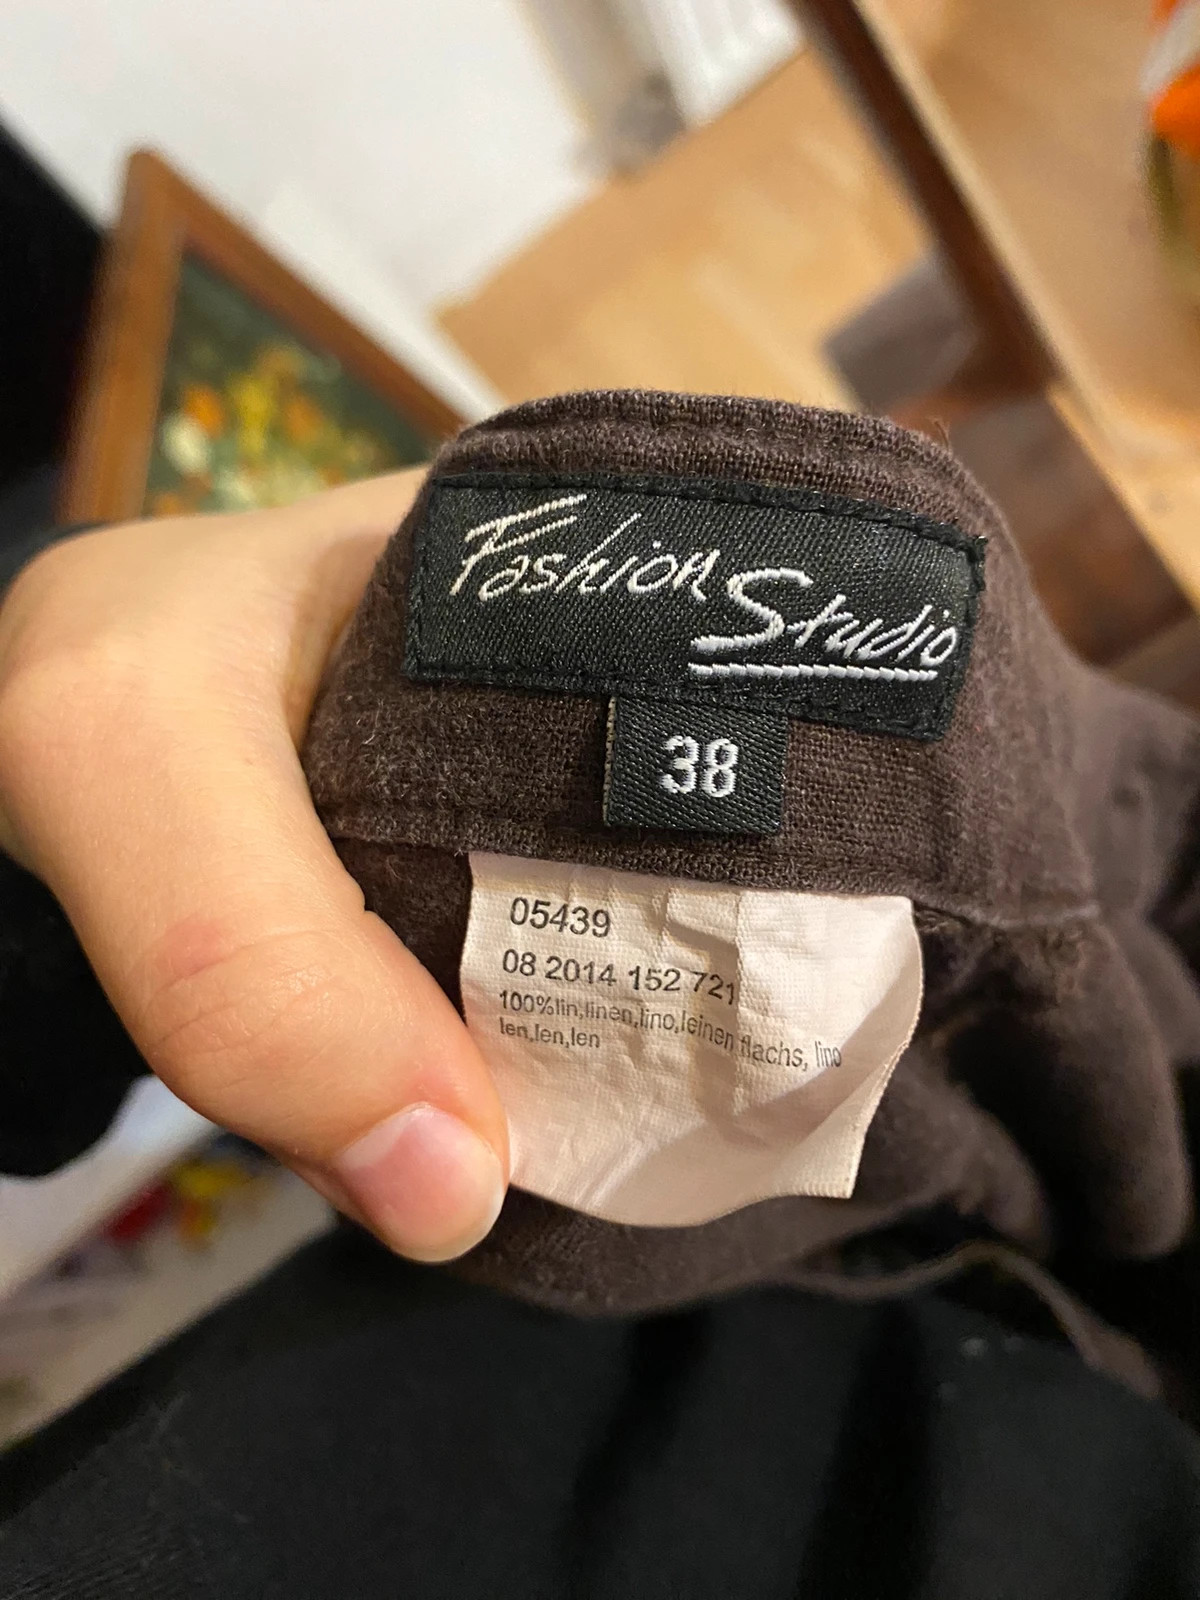 Fashion Studio
38
05439
08 2014 152 721
100%lin,linen,lino,leinen flachs, lino
len,len,len